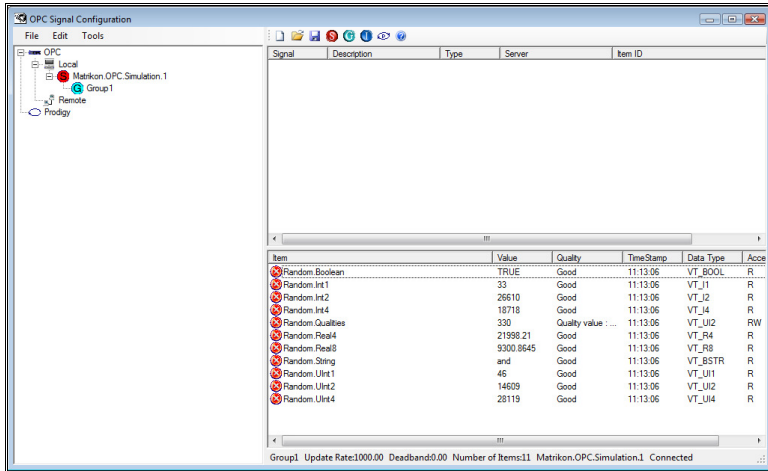 OPC Signal Configuration
File Edit Tools
OPC
Local
Matrikon.OPC.Simulation.1
Group1
Remote
Prodigy
Signal Description Type Server Item ID
Item Value Quality TimeStamp Data Type Acce
Random.Boolean TRUE Good 11:13:06 VT_BOOL R
Random.Int1 33 Good 11:13:06 VT_I1 R
Random.Int2 26610 Good 11:13:06 VT_I2 R
Random.Int4 18718 Good 11:13:06 VT_I4 R
Random.Qualities 330 Quality value : ... 11:13:06 VT_UI2 RW
Random.Real4 21998.21 Good 11:13:06 VT_R4 R
Random.Real8 9300.8645 Good 11:13:06 VT_R8 R
Random.String and Good 11:13:06 VT_BSTR R
Random.UInt1 46 Good 11:13:06 VT_UI1 R
Random.UInt2 14609 Good 11:13:06 VT_UI2 R
Random.UInt4 28119 Good 11:13:06 VT_UI4 R
Group1 Update Rate:1000.00 Deadband:0.00 Number of Items:11 Matrikon.OPC.Simulation.1 Connected